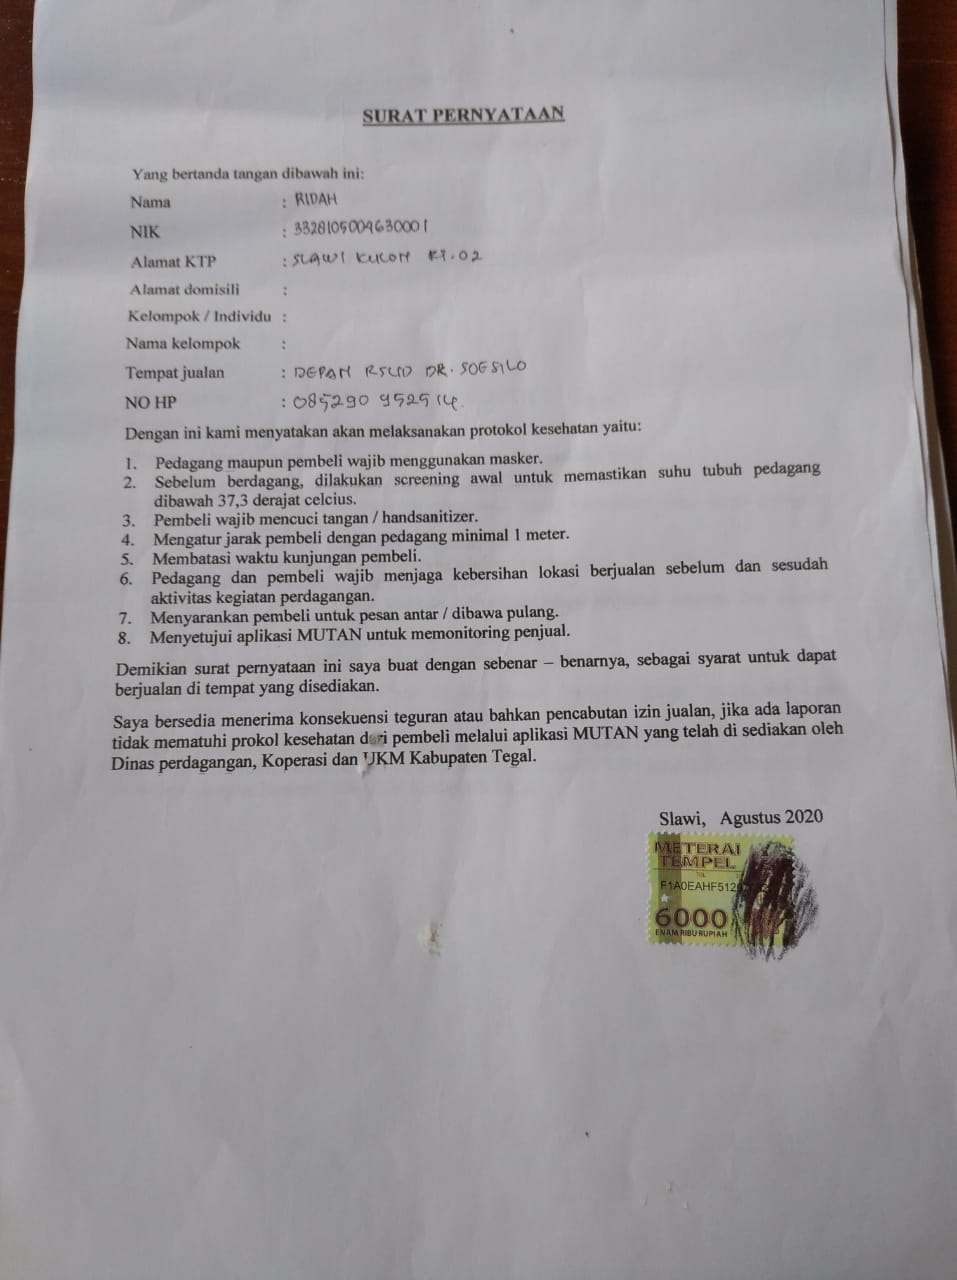 SURAT PERNYATAAN
Yang bertanda tangan dibawah ini:
Nama : RIDAH
NIK : 3328105004630001
Alamat KTP : SLAWI KULON RT.02
Alamat domisili :
Kelompok / Individu :
Nama kelompok :
Tempat jualan : DEPAN RSUD DR. SOESILO
NO HP : 085290 9525 14.
Dengan ini kami menyatakan akan melaksanakan protokol kesehatan yaitu:
1. Pedagang maupun pembeli wajib menggunakan masker.
2. Sebelum berdagang, dilakukan screening awal untuk memastikan suhu tubuh pedagang
dibawah 37,3 derajat celcius.
3. Pembeli wajib mencuci tangan / handsanitizer.
4. Mengatur jarak pembeli dengan pedagang minimal 1 meter.
5. Membatasi waktu kunjungan pembeli.
6. Pedagang dan pembeli wajib menjaga kebersihan lokasi berjualan sebelum dan sesudah
aktivitas kegiatan perdagangan.
7. Menyarankan pembeli untuk pesan antar / dibawa pulang.
8. Menyetujui aplikasi MUTAN untuk memonitoring penjual.
Demikian surat pernyataan ini saya buat dengan sebenar – benarnya, sebagai syarat untuk dapat
berjualan di tempat yang disediakan.
Saya bersedia menerima konsekuensi teguran atau bahkan pencabutan izin jualan, jika ada laporan
tidak mematuhi prokol kesehatan dari pembeli melalui aplikasi MUTAN yang telah di sediakan oleh
Dinas perdagangan, Koperasi dan UKM Kabupaten Tegal.
Slawi, Agustus 2020
METERAI
TEMPEL
TGL
6000
ENAM RIBU RUPIAH